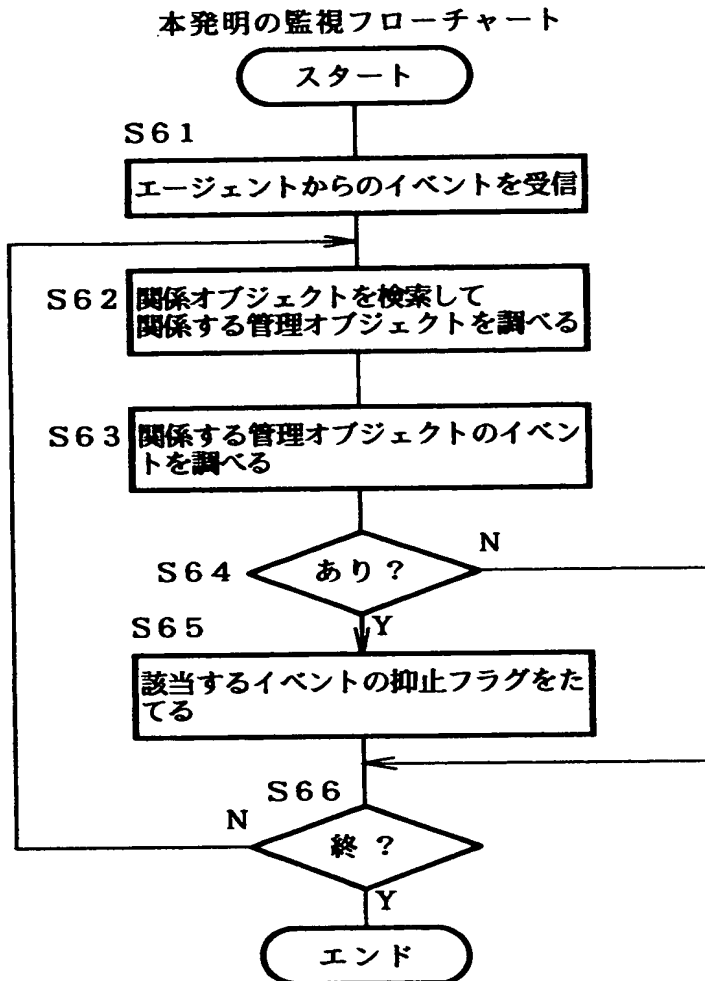 本発明の監視フローチャート
スタート
S61
エージェントからのイベントを受信
S62
関係オブジェクトを検索して
関係する管理オブジェクトを調べる
S63
関係する管理オブジェクトのイベン
トを調べる
N
S64
あり?
Y
S65
該当するイベントの抑止フラグをた
てる
S66
N
終?
Y
エンド